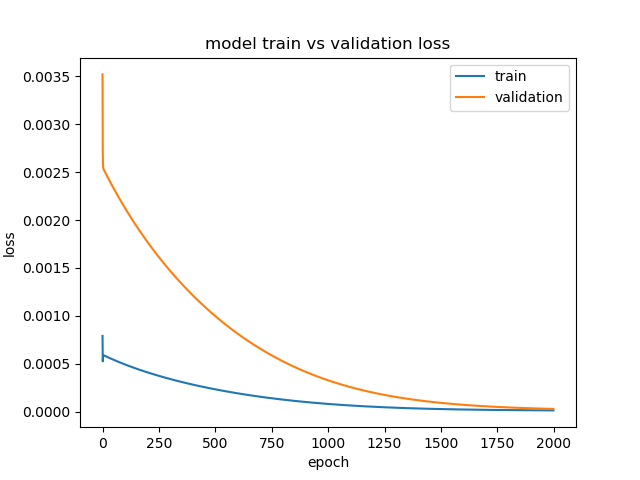 model train vs validation loss
train
validation
loss
0.0035
0.0030
0.0025
0.0020
0.0015
0.0010
0.0005
0.0000
0 250 500 750 1000 1250 1500 1750 2000
epoch